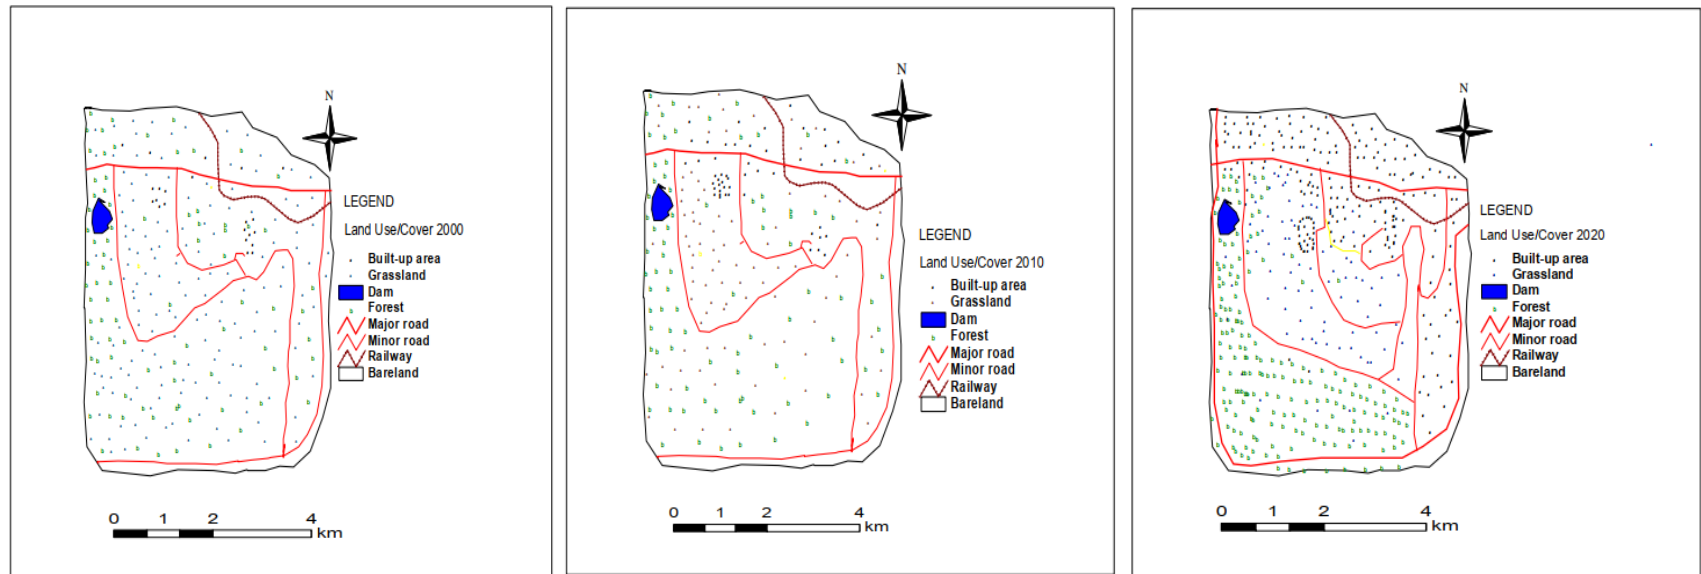 N
LEGEND
Land Use/Cover 2000
Built-up area
Grassland
Dam
Forest
Major road
Minor road
Railway
Bareland
0 1 2 4
km
N
LEGEND
Land Use/Cover 2010
Built-up area
Grassland
Dam
Forest
Major road
Minor road
Railway
Bareland
0 1 2 4
km
N
LEGEND
Land Use/Cover 2020
Built-up area
Grassland
Dam
Forest
Major road
Minor road
Railway
Bareland
0 1 2 4
km